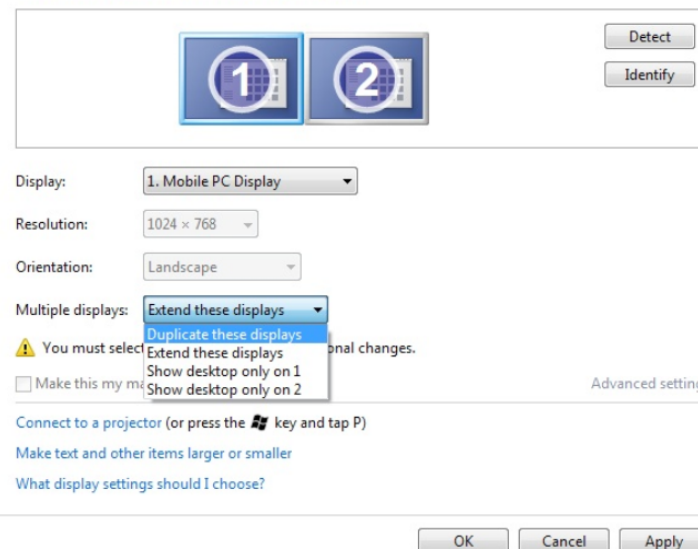 1 2
Detect
Identify
Display: 1. Mobile PC Display
Resolution: 1024 × 768
Orientation: Landscape
Multiple displays: Extend these displays
Duplicate these displays
You must select onal changes.
Extend these displays
Show desktop only on 1
Make this my ma Advanced setting
Show desktop only on 2
Connect to a projector (or press the key and tap P)
Make text and other items larger or smaller
What display settings should I choose?
OK Cancel Apply